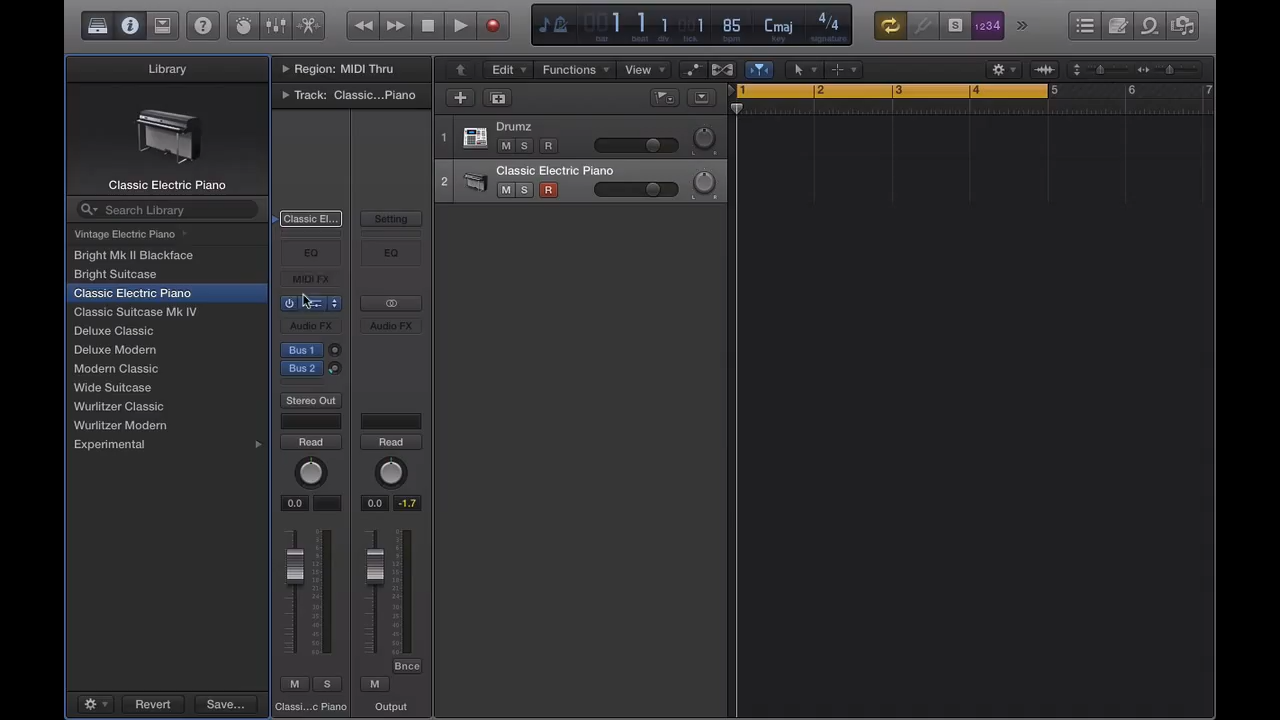 1 1 1 1 85 Cmaj 4/4
bar beat div tick bpm key signature
S 1234
Library
Region: MIDI Thru
Edit Functions View
Track: Classic...Piano
1 2 3 4 5 6 7
Classic Electric Piano
Search Library
Vintage Electric Piano
Bright Mk II Blackface
Bright Suitcase
Classic Electric Piano
Classic Suitcase Mk IV
Deluxe Classic
Deluxe Modern
Modern Classic
Wide Suitcase
Wurlitzer Classic
Wurlitzer Modern
Experimental
Revert Save...
Classic El... Setting
EQ EQ
MIDI FX
Audio FX Audio FX
Bus 1
Bus 2
Stereo Out
Read Read
0.0 0.0 -1.7
Bnce
M S M
Classi...c Piano Output
1 Drumz
M S R
L R
2 Classic Electric Piano
M S R
L R